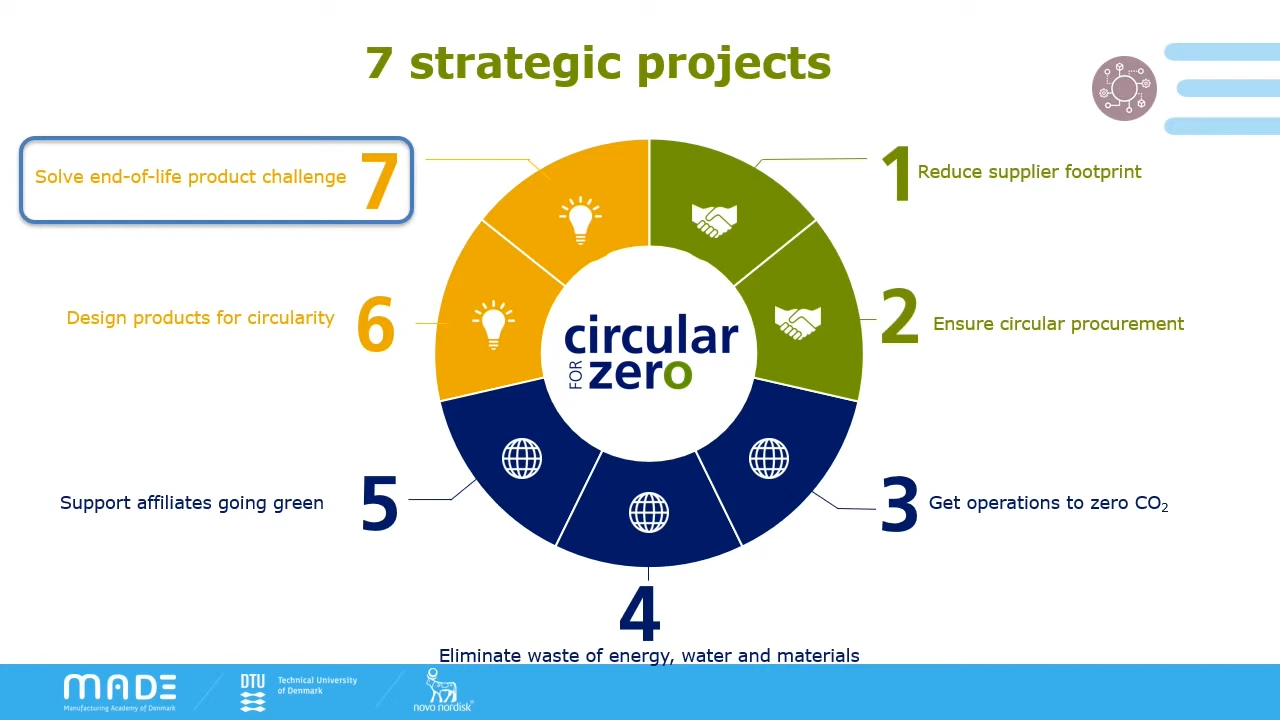 7 strategic projects
7
Solve end-of-life product challenge
1
Reduce supplier footprint
6
Design products for circularity
2
Ensure circular procurement
circular
FOR
zero
5
Support affiliates going green
3
Get operations to zero CO₂
4
Eliminate waste of energy, water and materials
MADE
Manufacturing Academy of Denmark
DTU
Technical University
of Denmark
novo nordisk®